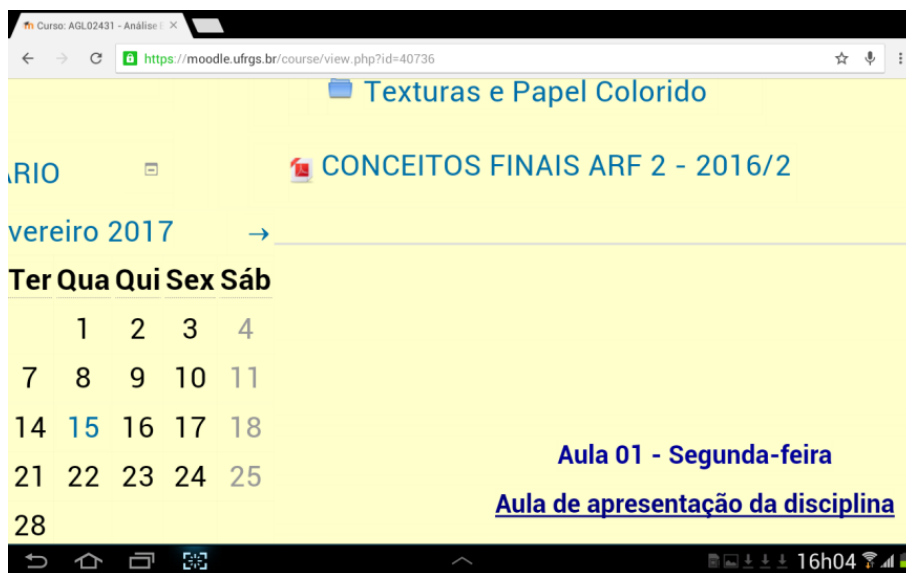 Curso: AGL02431 - Análise
https://moodle.ufrgs.br/course/view.php?id=40736
Texturas e Papel Colorido
CONCEITOS FINAIS ARF 2 - 2016/2
ÁRIO
vereiro 2017 →
Ter Qua Qui Sex Sáb
1 2 3 4
7 8 9 10 11
14 15 16 17 18
21 22 23 24 25
28
Aula 01 - Segunda-feira
Aula de apresentação da disciplina
16h04